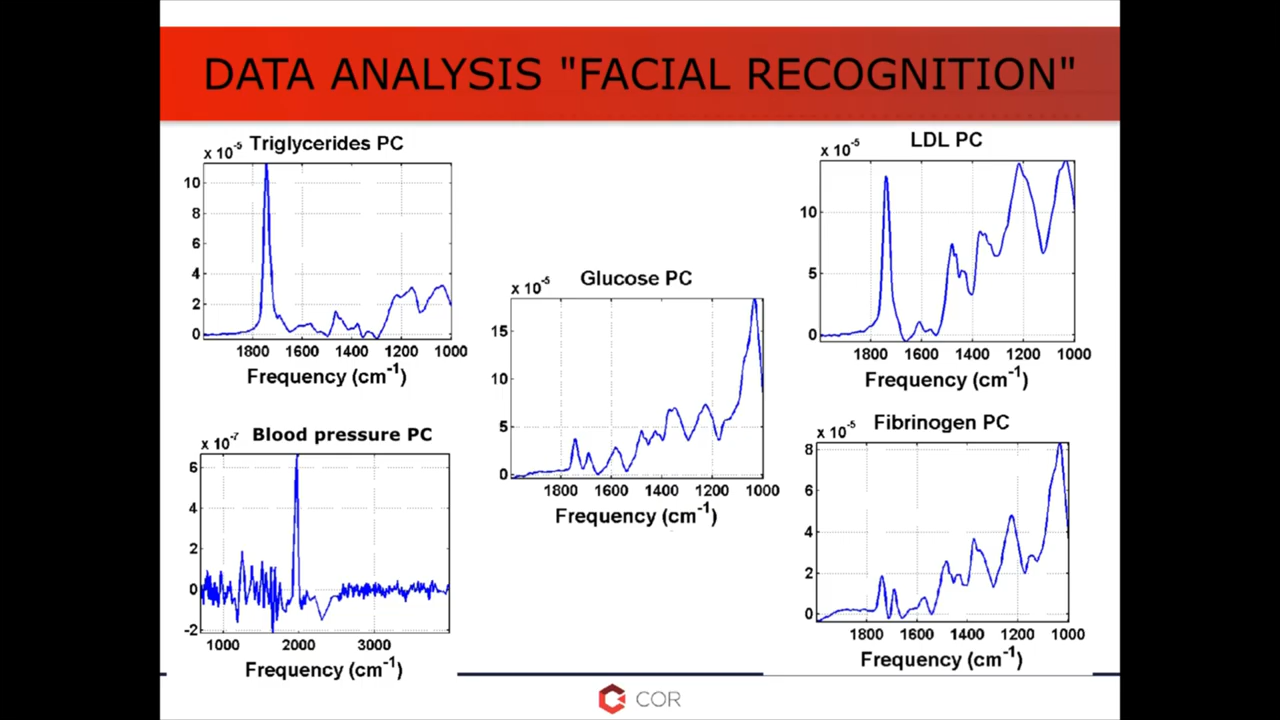 DATA ANALYSIS "FACIAL RECOGNITION"
Triglycerides PC
x 10-5
10
8
6
4
2
0
1800 1600 1400 1200 1000
Frequency (cm-1)
Blood pressure PC
x 10-7
6
4
2
0
-2
1000 2000 3000
Frequency (cm-1)
Glucose PC
x 10-5
15
10
5
0
1800 1600 1400 1200 1000
Frequency (cm-1)
LDL PC
x 10-5
10
5
0
1800 1600 1400 1200 1000
Frequency (cm-1)
Fibrinogen PC
x 10-5
8
6
4
2
0
1800 1600 1400 1200 1000
Frequency (cm-1)
COR